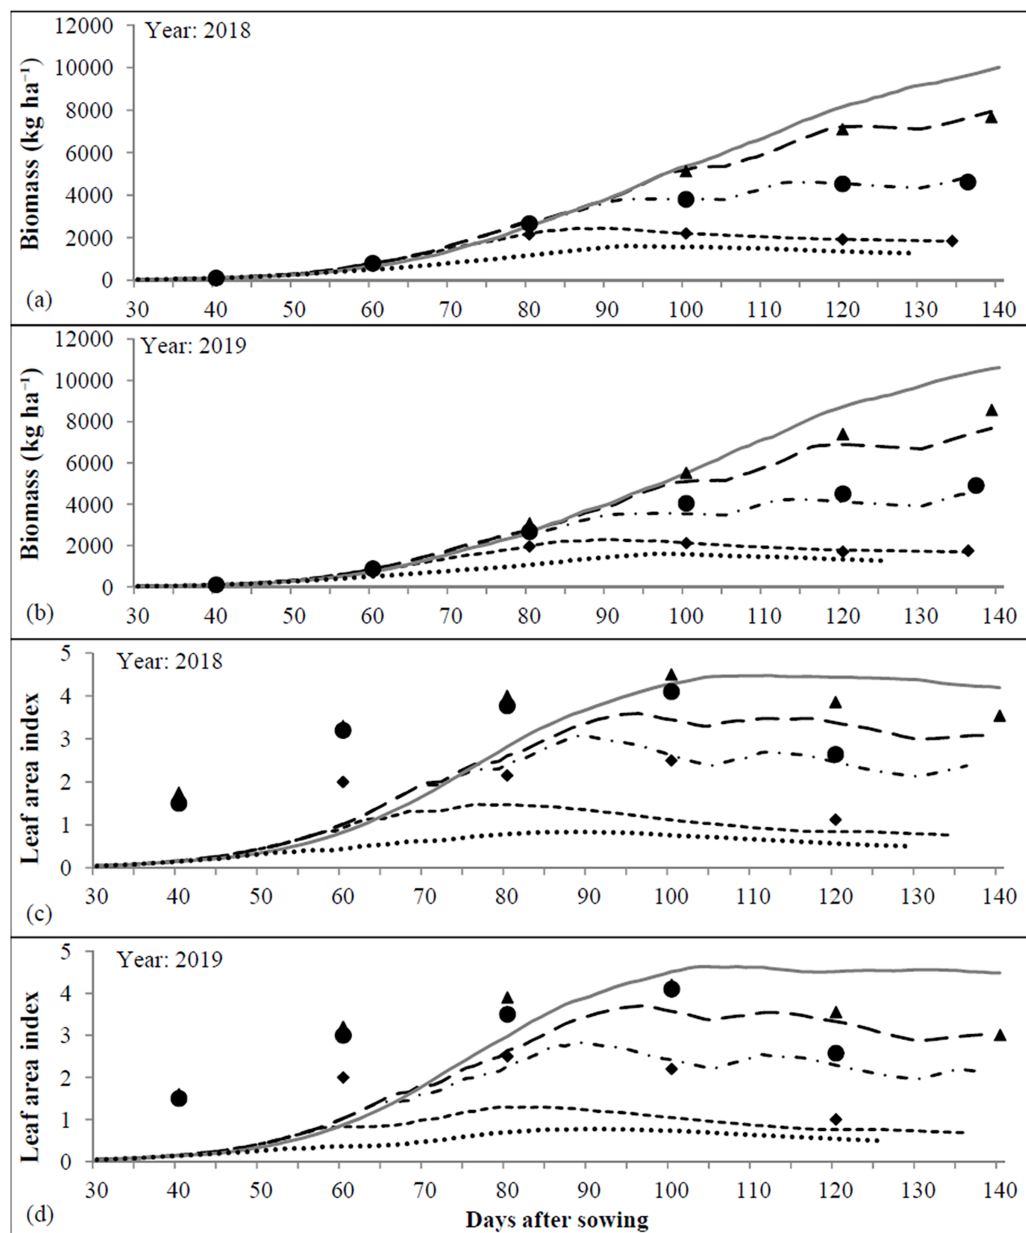 Year: 2018
Biomass (kg ha⁻¹)
12000
10000
8000
6000
4000
2000
0
30 40 50 60 70 80 90 100 110 120 130 140
(a)
Year: 2019
Biomass (kg ha⁻¹)
12000
10000
8000
6000
4000
2000
0
30 40 50 60 70 80 90 100 110 120 130 140
(b)
Year: 2018
Leaf area index
5
4
3
2
1
0
30 40 50 60 70 80 90 100 110 120 130 140
(c)
Year: 2019
Leaf area index
5
4
3
2
1
0
30 40 50 60 70 80 90 100 110 120 130 140
(d)
Days after sowing